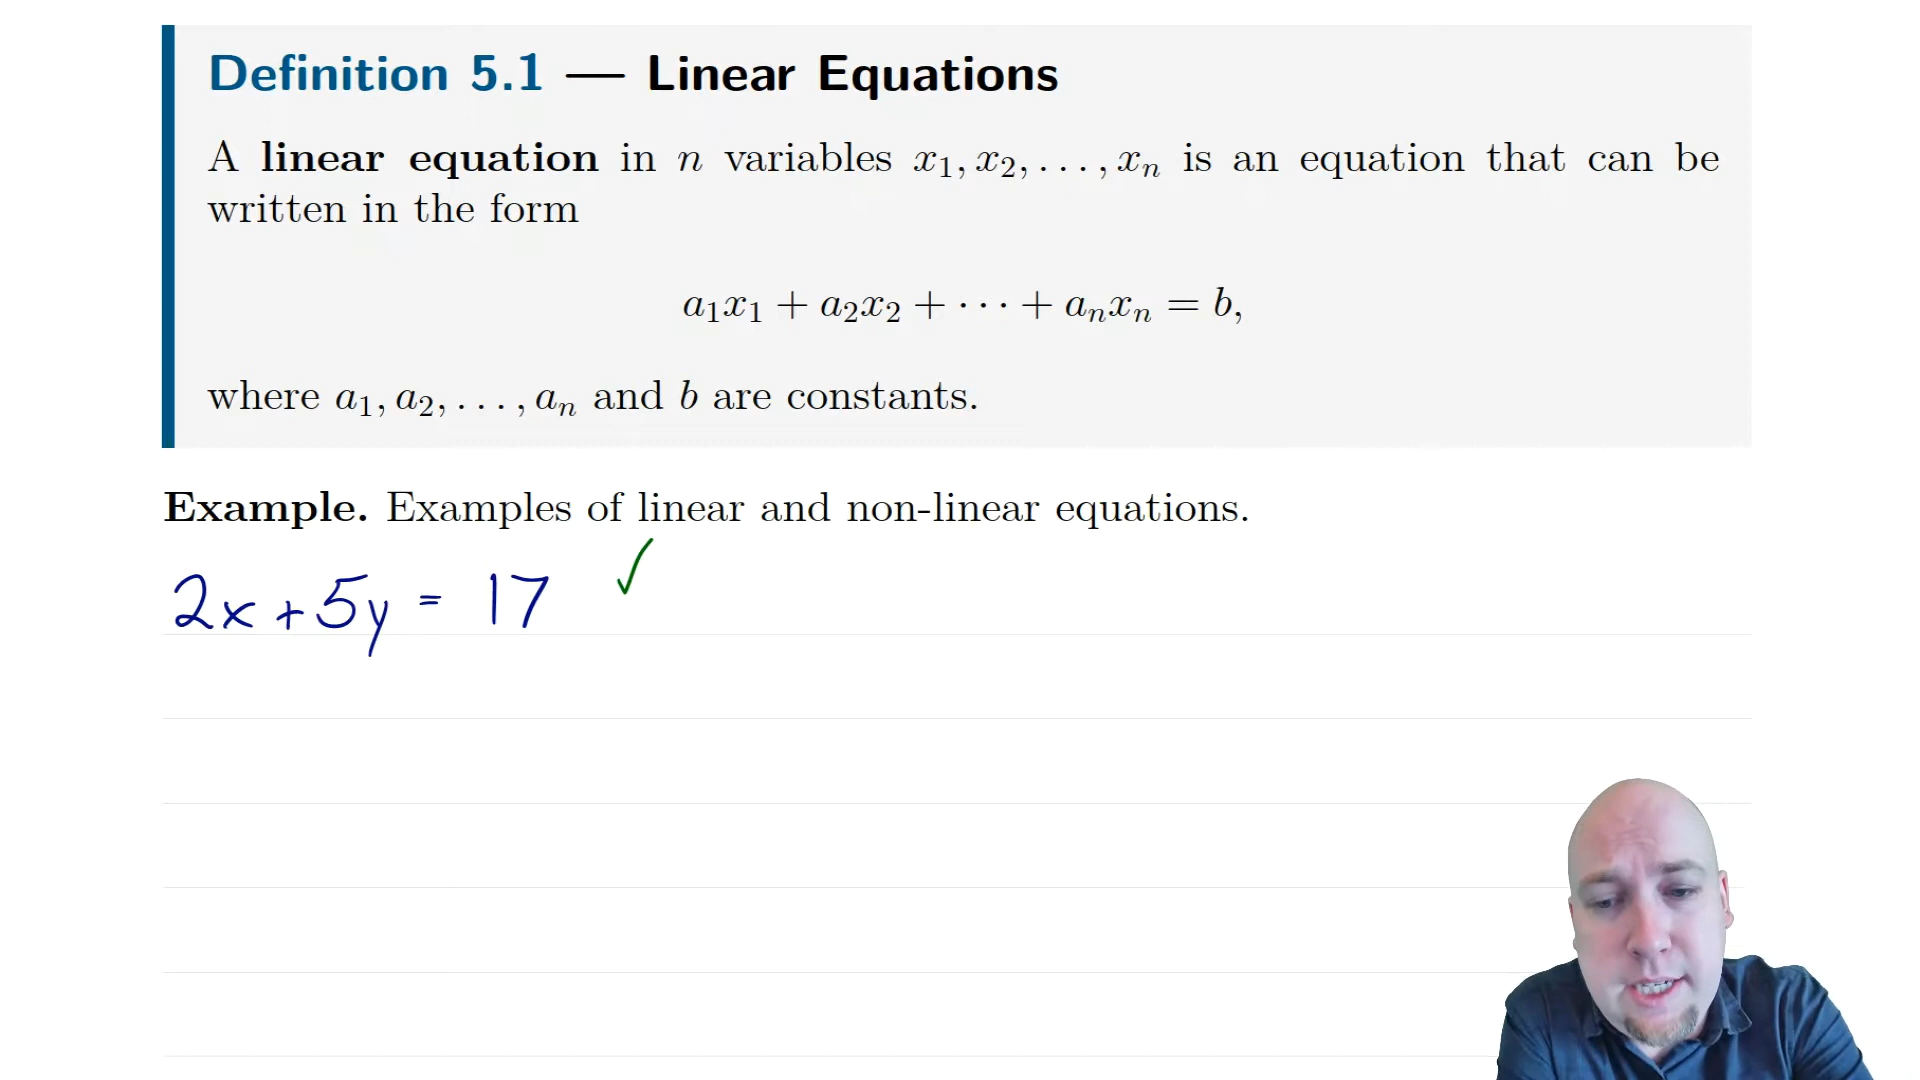 Definition 5.1 — Linear Equations
A linear equation in n variables x₁, x₂, . . . , xₙ is an equation that can be
written in the form
a₁x₁ + a₂x₂ + · · · + aₙxₙ = b,
where a₁, a₂, . . . , aₙ and b are constants.
Example. Examples of linear and non-linear equations.
2x + 5y = 17 ✓